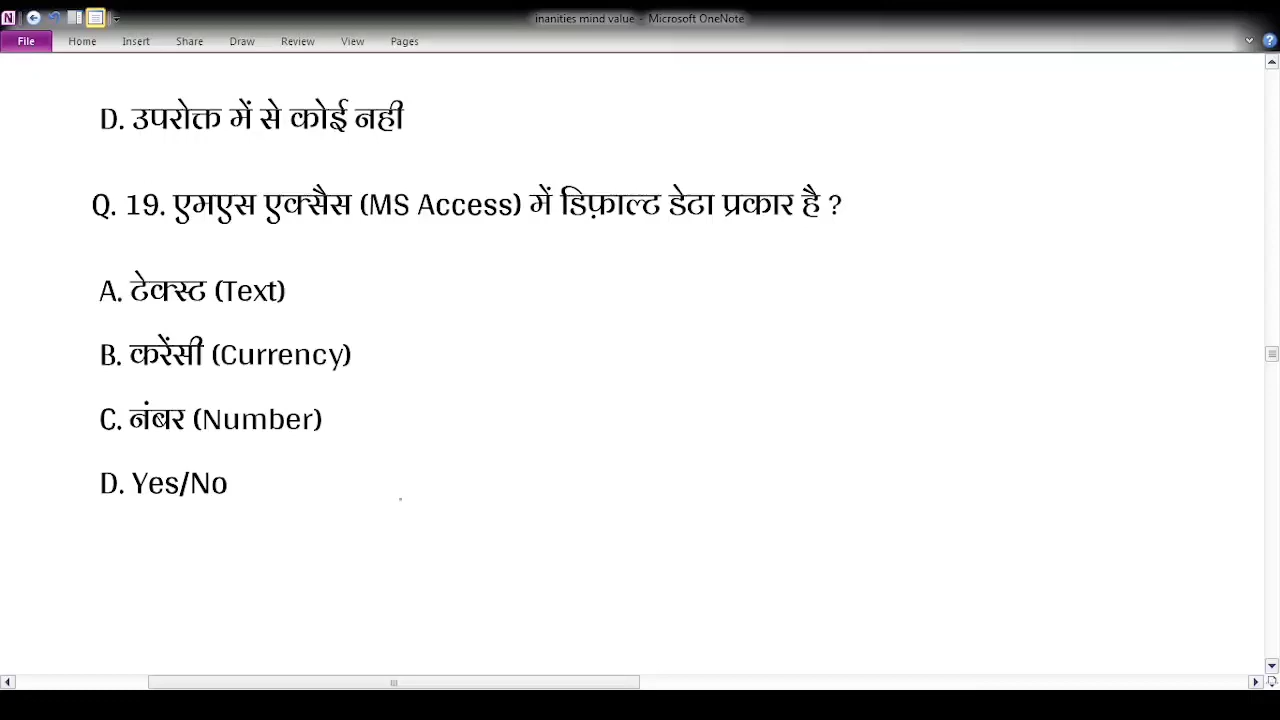 inanities mind value - Microsoft OneNote
File Home Insert Share Draw Review View Pages
D. उपरोक्त में से कोई नही
Q. 19. एमएस एक्सैस (MS Access) में डिफ़ाल्ट डेटा प्रकार है ?
A. टेक्स्ट (Text)
B. करेंसी (Currency)
C. नंबर (Number)
D. Yes/No